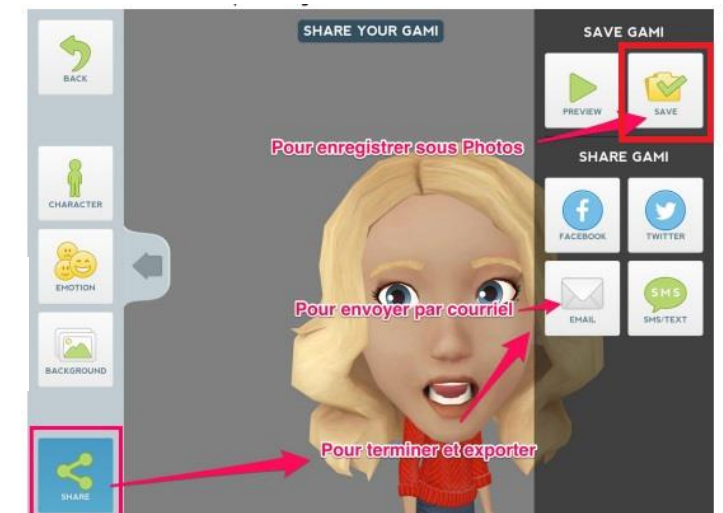 SHARE YOUR GAMI
SAVE GAMI
BACK
PREVIEW
SAVE
Pour enregistrer sous Photos
SHARE GAMI
CHARACTER
FACEBOOK
TWITTER
EMOTION
Pour envoyer par courriel
SMS
EMAIL
SMS/TEXT
BACKGROUND
Pour terminer et exporter
SHARE